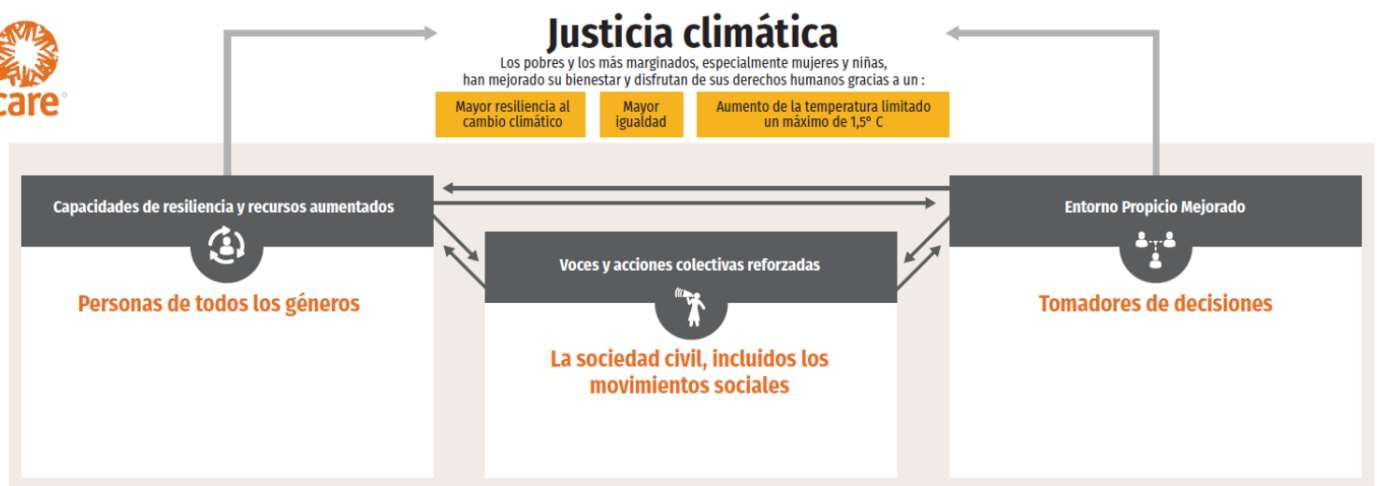 care
Justicia climática
Los pobres y los más marginados, especialmente mujeres y niñas,
han mejorado su bienestar y disfrutan de sus derechos humanos gracias a un :
Mayor resiliencia al
cambio climático
Mayor
igualdad
Aumento de la temperatura limitado
un máximo de 1,5º C
Capacidades de resiliencia y recursos aumentados
Personas de todos los géneros
Voces y acciones colectivas reforzadas
La sociedad civil, incluidos los
movimientos sociales
Entorno Propicio Mejorado
Tomadores de decisiones